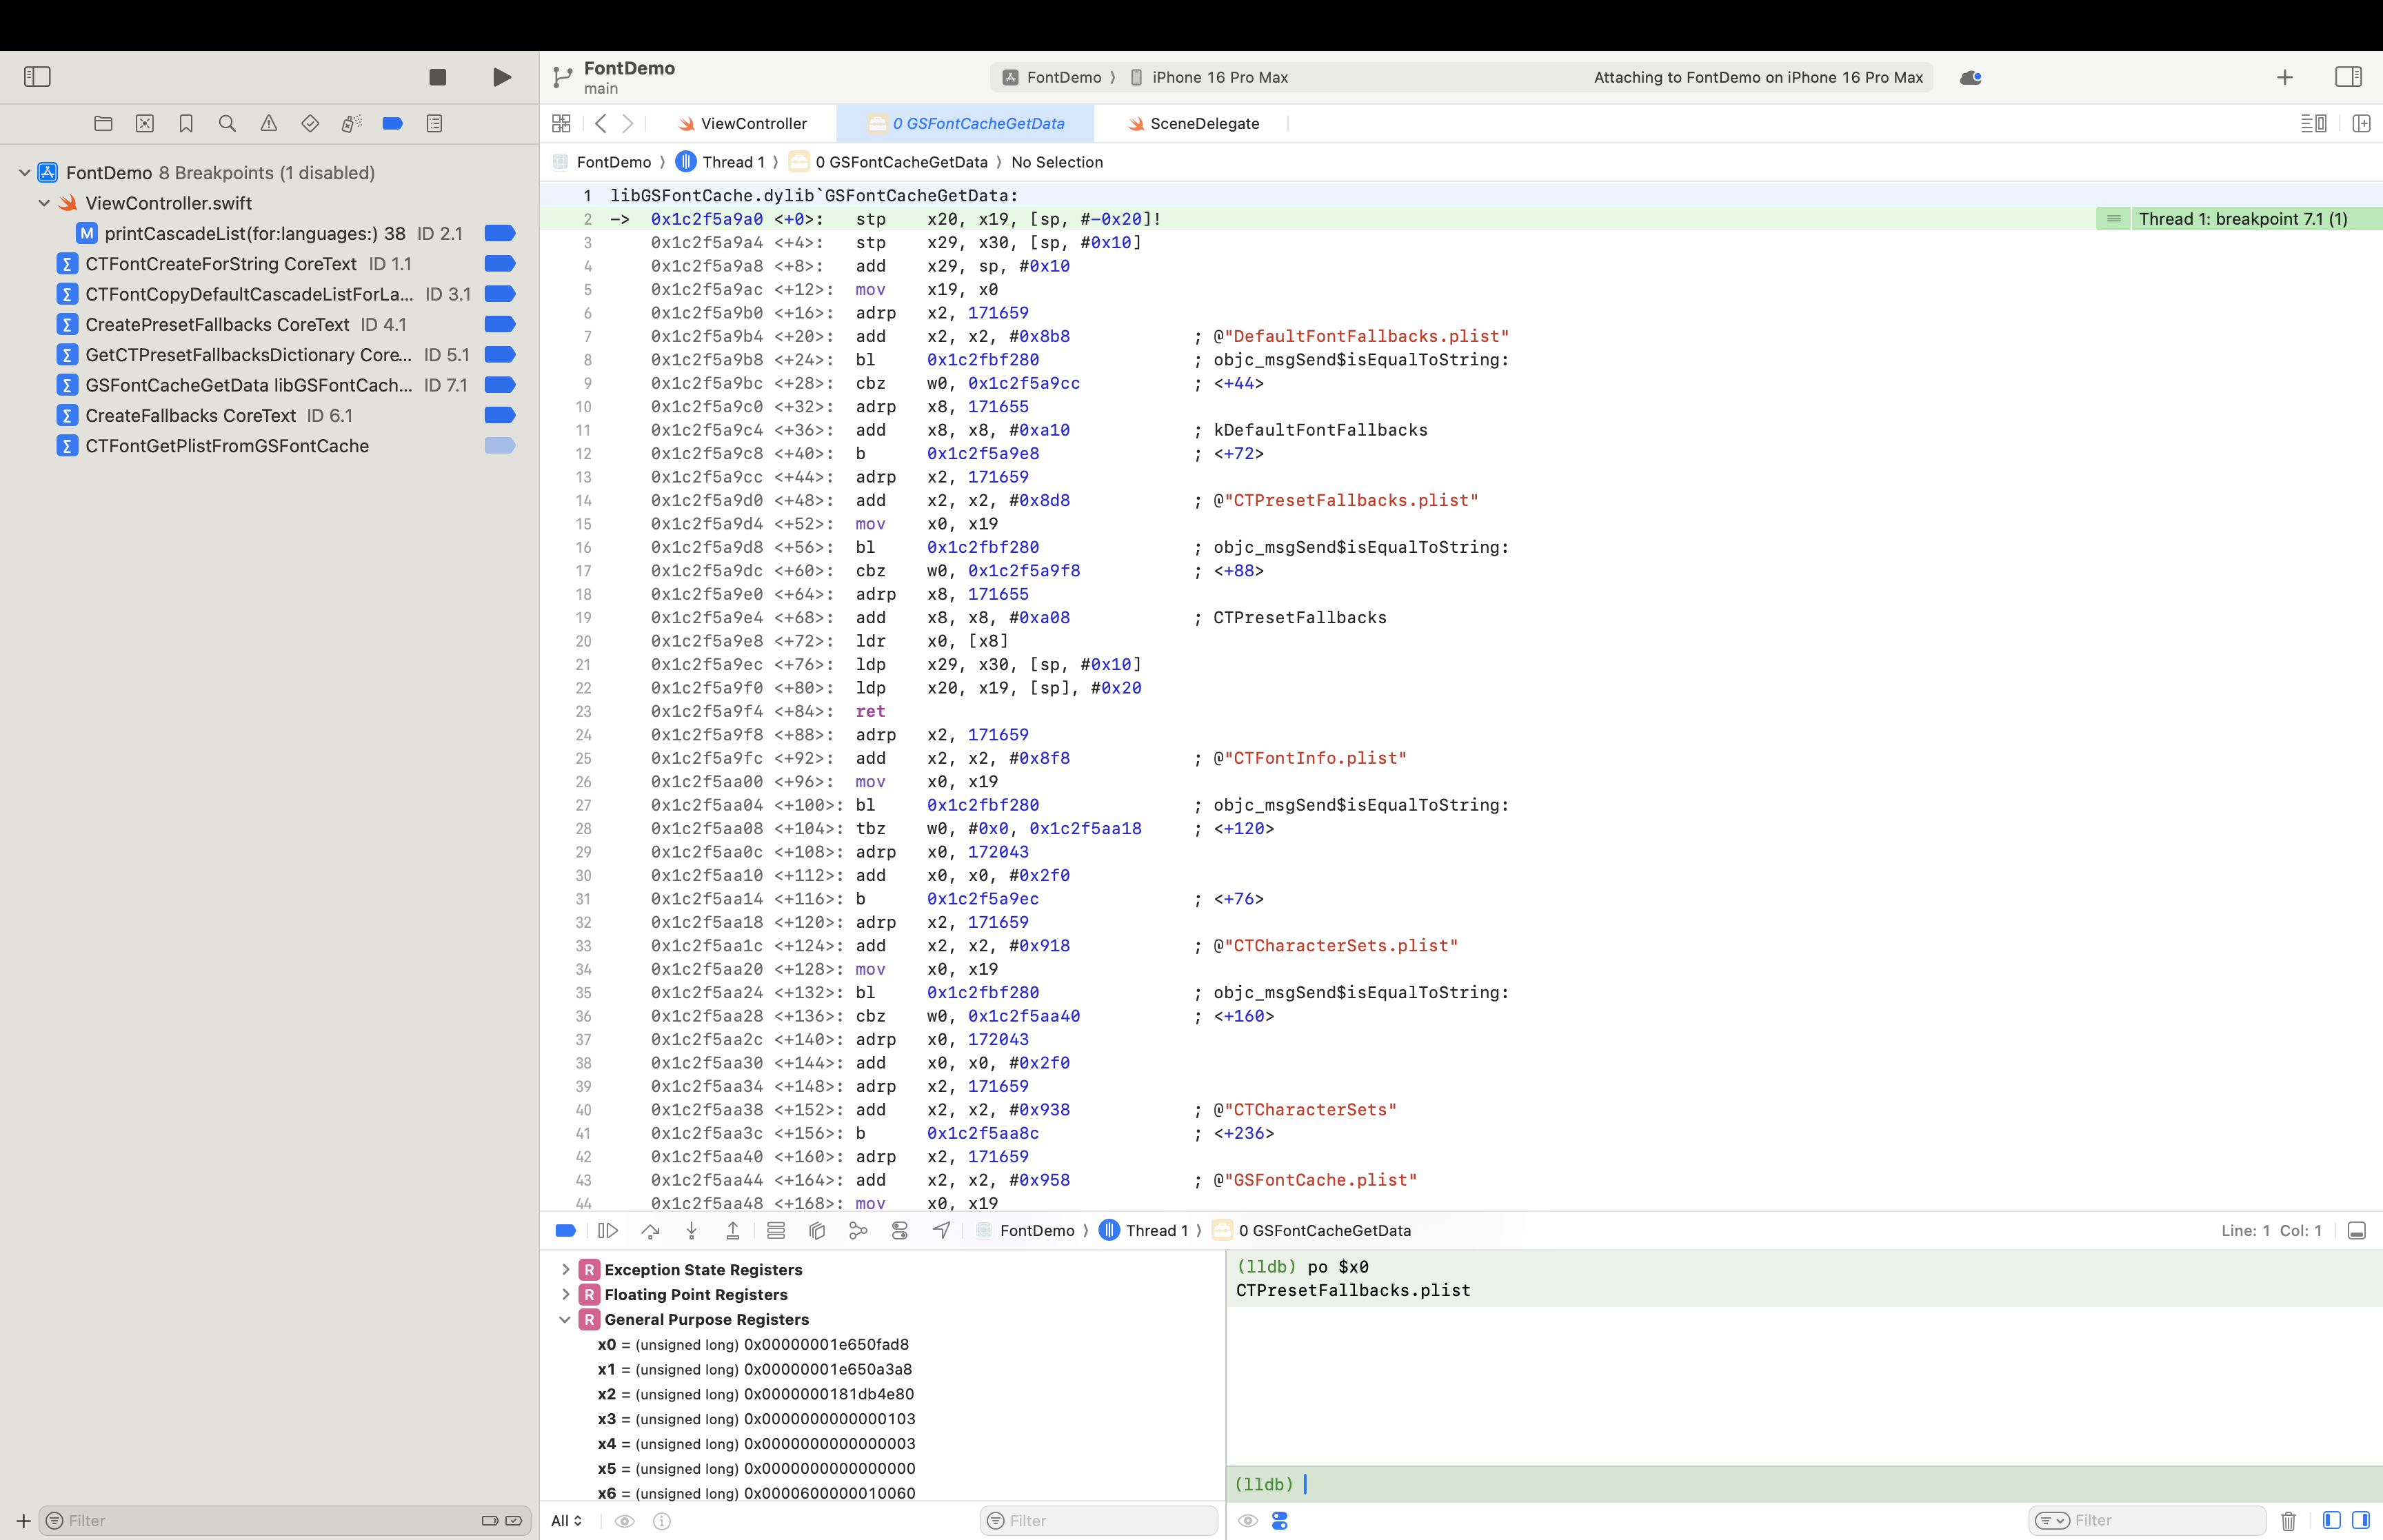 FontDemo
main
FontDemo 〉 iPhone 16 Pro Max
Attaching to FontDemo on iPhone 16 Pro Max
ViewController
0 GSFontCacheGetData
SceneDelegate
FontDemo 〉 Thread 1 〉 0 GSFontCacheGetData 〉 No Selection
FontDemo 8 Breakpoints (1 disabled)
ViewController.swift
M printCascadeList(for:languages:) 38 ID 2.1
Σ CTFontCreateForString CoreText ID 1.1
Σ CTFontCopyDefaultCascadeListForLa... ID 3.1
Σ CreatePresetFallbacks CoreText ID 4.1
Σ GetCTPresetFallbacksDictionary Core... ID 5.1
Σ GSFontCacheGetData libGSFontCach... ID 7.1
Σ CreateFallbacks CoreText ID 6.1
Σ CTFontGetPlistFromGSFontCache
Filter
1 libGSFontCache.dylib`GSFontCacheGetData:
2 -> 0x1c2f5a9a0 <+0>: stp x20, x19, [sp, #-0x20]! Thread 1: breakpoint 7.1 (1)
3 0x1c2f5a9a4 <+4>: stp x29, x30, [sp, #0x10]
4 0x1c2f5a9a8 <+8>: add x29, sp, #0x10
5 0x1c2f5a9ac <+12>: mov x19, x0
6 0x1c2f5a9b0 <+16>: adrp x2, 171659
7 0x1c2f5a9b4 <+20>: add x2, x2, #0x8b8 ; @"DefaultFontFallbacks.plist"
8 0x1c2f5a9b8 <+24>: bl 0x1c2fbf280 ; objc_msgSend$isEqualToString:
9 0x1c2f5a9bc <+28>: cbz w0, 0x1c2f5a9cc ; <+44>
10 0x1c2f5a9c0 <+32>: adrp x8, 171655
11 0x1c2f5a9c4 <+36>: add x8, x8, #0xa10 ; kDefaultFontFallbacks
12 0x1c2f5a9c8 <+40>: b 0x1c2f5a9e8 ; <+72>
13 0x1c2f5a9cc <+44>: adrp x2, 171659
14 0x1c2f5a9d0 <+48>: add x2, x2, #0x8d8 ; @"CTPresetFallbacks.plist"
15 0x1c2f5a9d4 <+52>: mov x0, x19
16 0x1c2f5a9d8 <+56>: bl 0x1c2fbf280 ; objc_msgSend$isEqualToString:
17 0x1c2f5a9dc <+60>: cbz w0, 0x1c2f5a9f8 ; <+88>
18 0x1c2f5a9e0 <+64>: adrp x8, 171655
19 0x1c2f5a9e4 <+68>: add x8, x8, #0xa08 ; CTPresetFallbacks
20 0x1c2f5a9e8 <+72>: ldr x0, [x8]
21 0x1c2f5a9ec <+76>: ldp x29, x30, [sp, #0x10]
22 0x1c2f5a9f0 <+80>: ldp x20, x19, [sp], #0x20
23 0x1c2f5a9f4 <+84>: ret
24 0x1c2f5a9f8 <+88>: adrp x2, 171659
25 0x1c2f5a9fc <+92>: add x2, x2, #0x8f8 ; @"CTFontInfo.plist"
26 0x1c2f5aa00 <+96>: mov x0, x19
27 0x1c2f5aa04 <+100>: bl 0x1c2fbf280 ; objc_msgSend$isEqualToString:
28 0x1c2f5aa08 <+104>: tbz w0, #0x0, 0x1c2f5aa18 ; <+120>
29 0x1c2f5aa0c <+108>: adrp x0, 172043
30 0x1c2f5aa10 <+112>: add x0, x0, #0x2f0
31 0x1c2f5aa14 <+116>: b 0x1c2f5a9ec ; <+76>
32 0x1c2f5aa18 <+120>: adrp x2, 171659
33 0x1c2f5aa1c <+124>: add x2, x2, #0x918 ; @"CTCharacterSets.plist"
34 0x1c2f5aa20 <+128>: mov x0, x19
35 0x1c2f5aa24 <+132>: bl 0x1c2fbf280 ; objc_msgSend$isEqualToString:
36 0x1c2f5aa28 <+136>: cbz w0, 0x1c2f5aa40 ; <+160>
37 0x1c2f5aa2c <+140>: adrp x0, 172043
38 0x1c2f5aa30 <+144>: add x0, x0, #0x2f0
39 0x1c2f5aa34 <+148>: adrp x2, 171659
40 0x1c2f5aa38 <+152>: add x2, x2, #0x938 ; @"CTCharacterSets"
41 0x1c2f5aa3c <+156>: b 0x1c2f5aa8c ; <+236>
42 0x1c2f5aa40 <+160>: adrp x2, 171659
43 0x1c2f5aa44 <+164>: add x2, x2, #0x958 ; @"GSFontCache.plist"
44 0x1c2f5aa48 <+168>: mov x0, x19
FontDemo 〉 Thread 1 〉 0 GSFontCacheGetData
Line: 1 Col: 1
R Exception State Registers
R Floating Point Registers
R General Purpose Registers
x0 = (unsigned long) 0x00000001e650fad8
x1 = (unsigned long) 0x00000001e650a3a8
x2 = (unsigned long) 0x0000000181db4e80
x3 = (unsigned long) 0x0000000000000103
x4 = (unsigned long) 0x0000000000000003
x5 = (unsigned long) 0x0000000000000000
x6 = (unsigned long) 0x0000600000010060
All
Filter
(lldb) po $x0
CTPresetFallbacks.plist
(lldb)
Filter